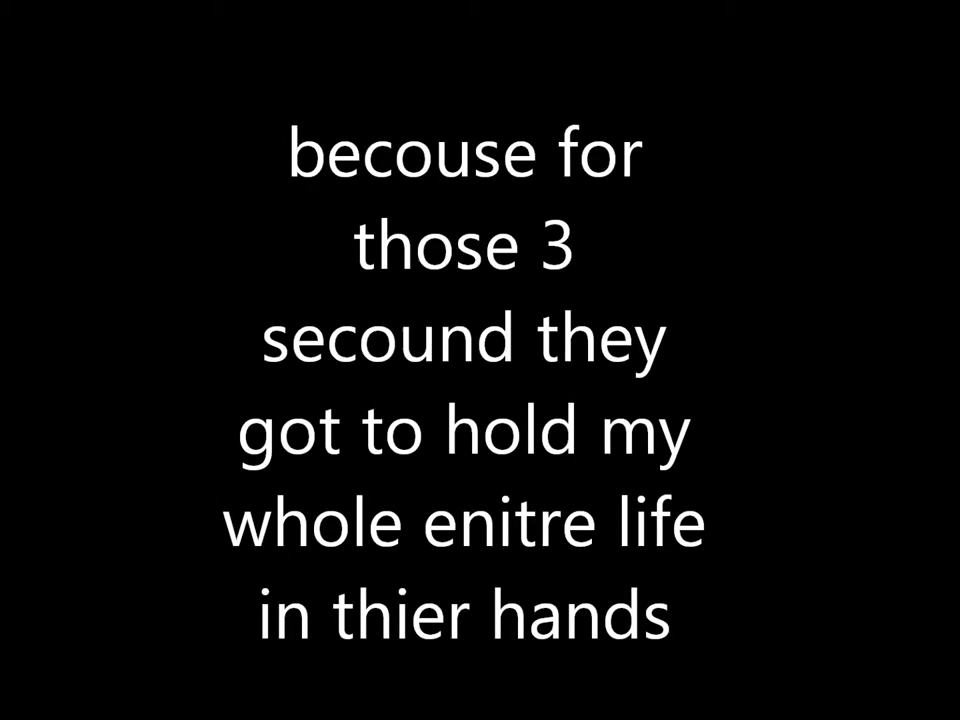 becouse for
those 3
secound they
got to hold my
whole enitre life
in thier hands